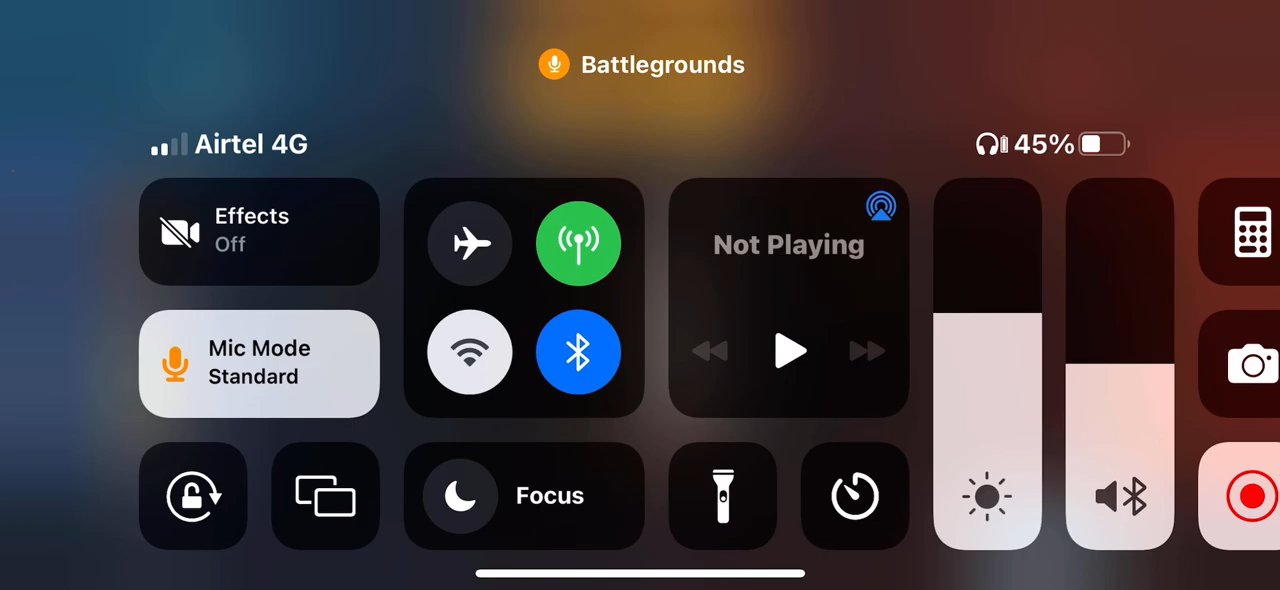 Battlegrounds
Airtel 4G
45%
Effects
Off
Mic Mode
Standard
Not Playing
Focus